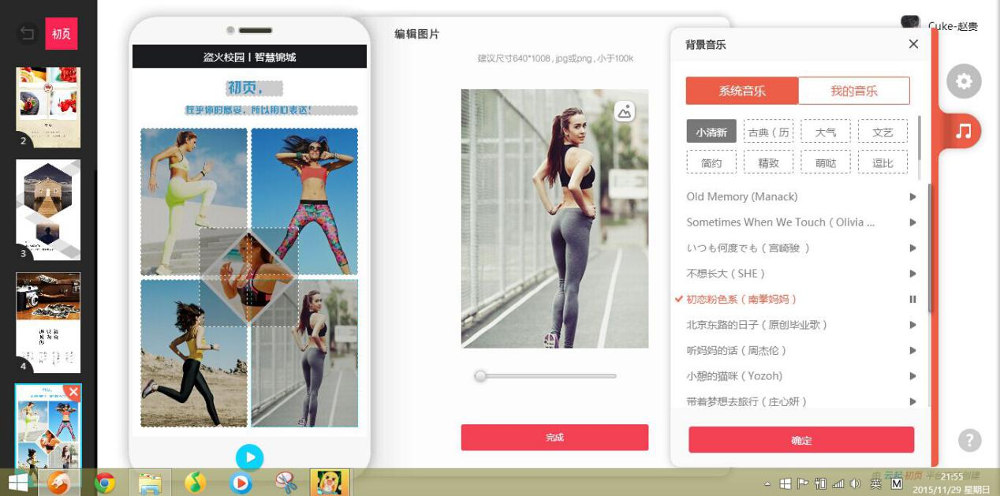 初页
2
3
4
盗火校园丨智慧锦城
初页，
在乎你的感受，所以用心表达！
编辑图片
建议尺寸640*1008，jpg或png，小于100k
完成
Cuke-赵贵
背景音乐
系统音乐
我的音乐
小清新
古典（历
大气
文艺
简约
精致
萌哒
逗比
Old Memory (Manack)
Sometimes When We Touch（Olivia ...
いつも何度でも（宫崎骏 ）
不想长大（SHE ）
初恋粉色系（南拳妈妈 ）
北京东路的日子（原创毕业歌 ）
听妈妈的话（周杰伦 ）
小憩的猫咪（Yozoh)
带着梦想去旅行（庄心妍 ）
确定
?
英
M
21:55
2015/11/29 星期日